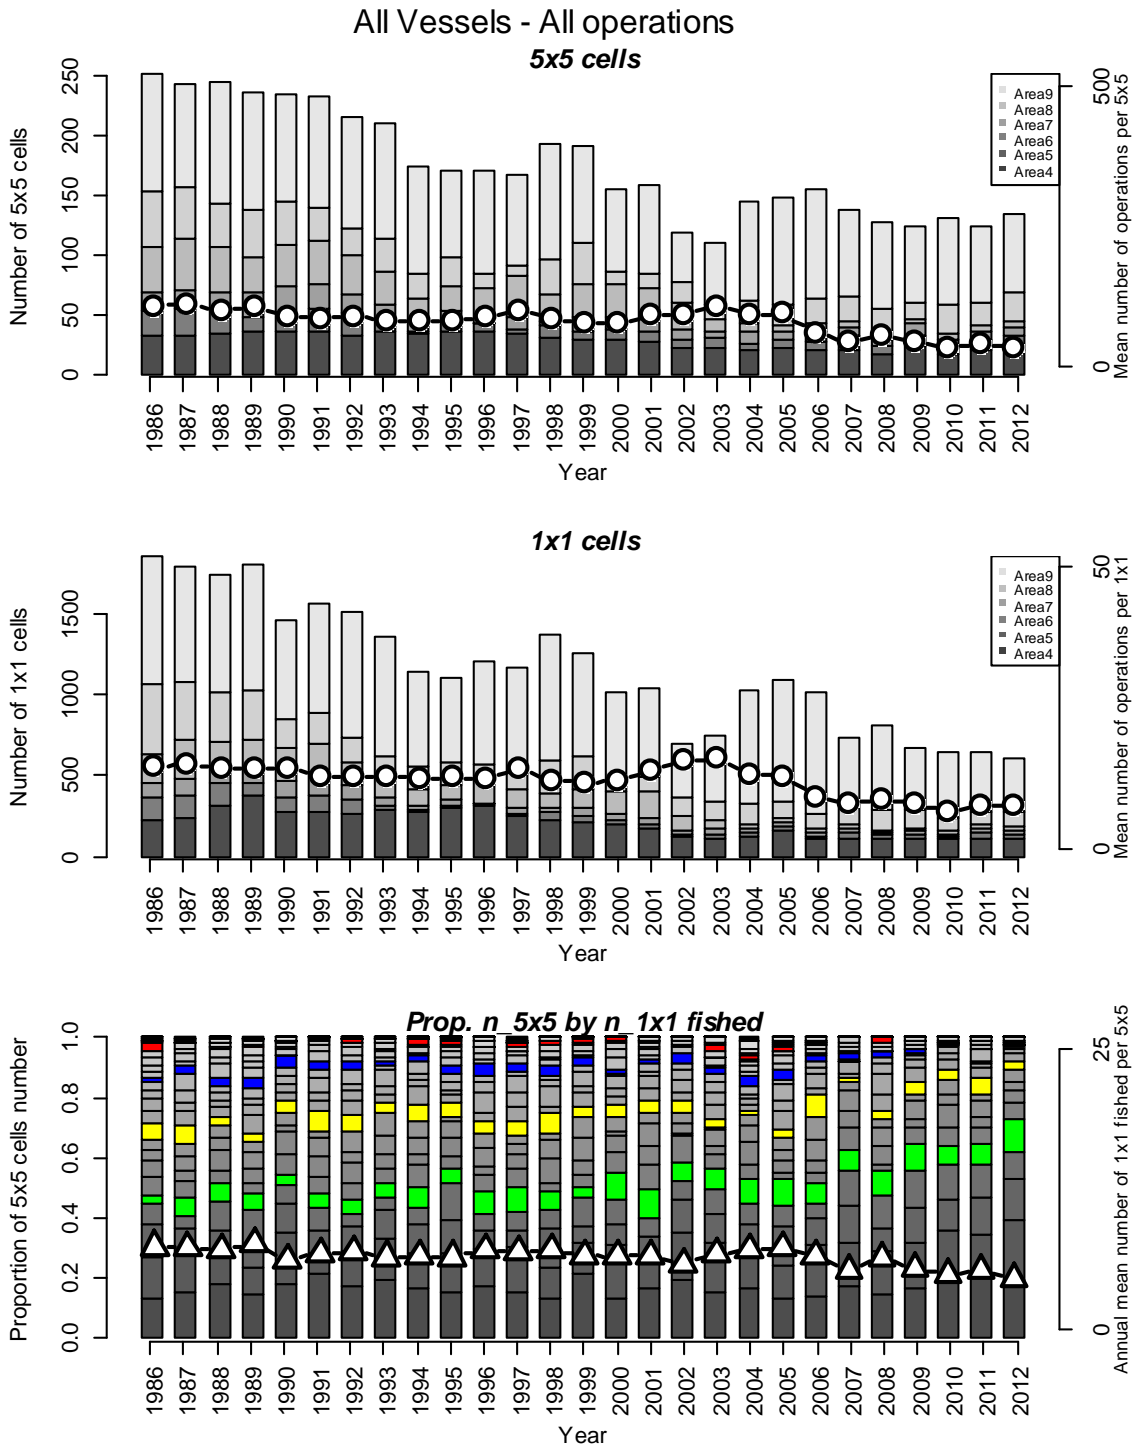 All Vessels - All operations
5x5 cells
Number of 5x5 cells
250
200
150
100
50
0
Area9
Area8
Area7
Area6
Area5
Area4
500
0
Mean number of operations per 5x5
1986 1987 1988 1989 1990 1991 1992 1993 1994 1995 1996 1997 1998 1999 2000 2001 2002 2003 2004 2005 2006 2007 2008 2009 2010 2011 2012
Year
1x1 cells
Number of 1x1 cells
1500
1000
500
0
Area9
Area8
Area7
Area6
Area5
Area4
50
0
Mean number of operations per 1x1
1986 1987 1988 1989 1990 1991 1992 1993 1994 1995 1996 1997 1998 1999 2000 2001 2002 2003 2004 2005 2006 2007 2008 2009 2010 2011 2012
Year
Prop. n_5x5 by n_1x1 fished
Proportion of 5x5 cells number
1.0
0.8
0.6
0.4
0.2
0.0
25
0
Annual mean number of 1x1 fished per 5x5
1986 1987 1988 1989 1990 1991 1992 1993 1994 1995 1996 1997 1998 1999 2000 2001 2002 2003 2004 2005 2006 2007 2008 2009 2010 2011 2012
Year